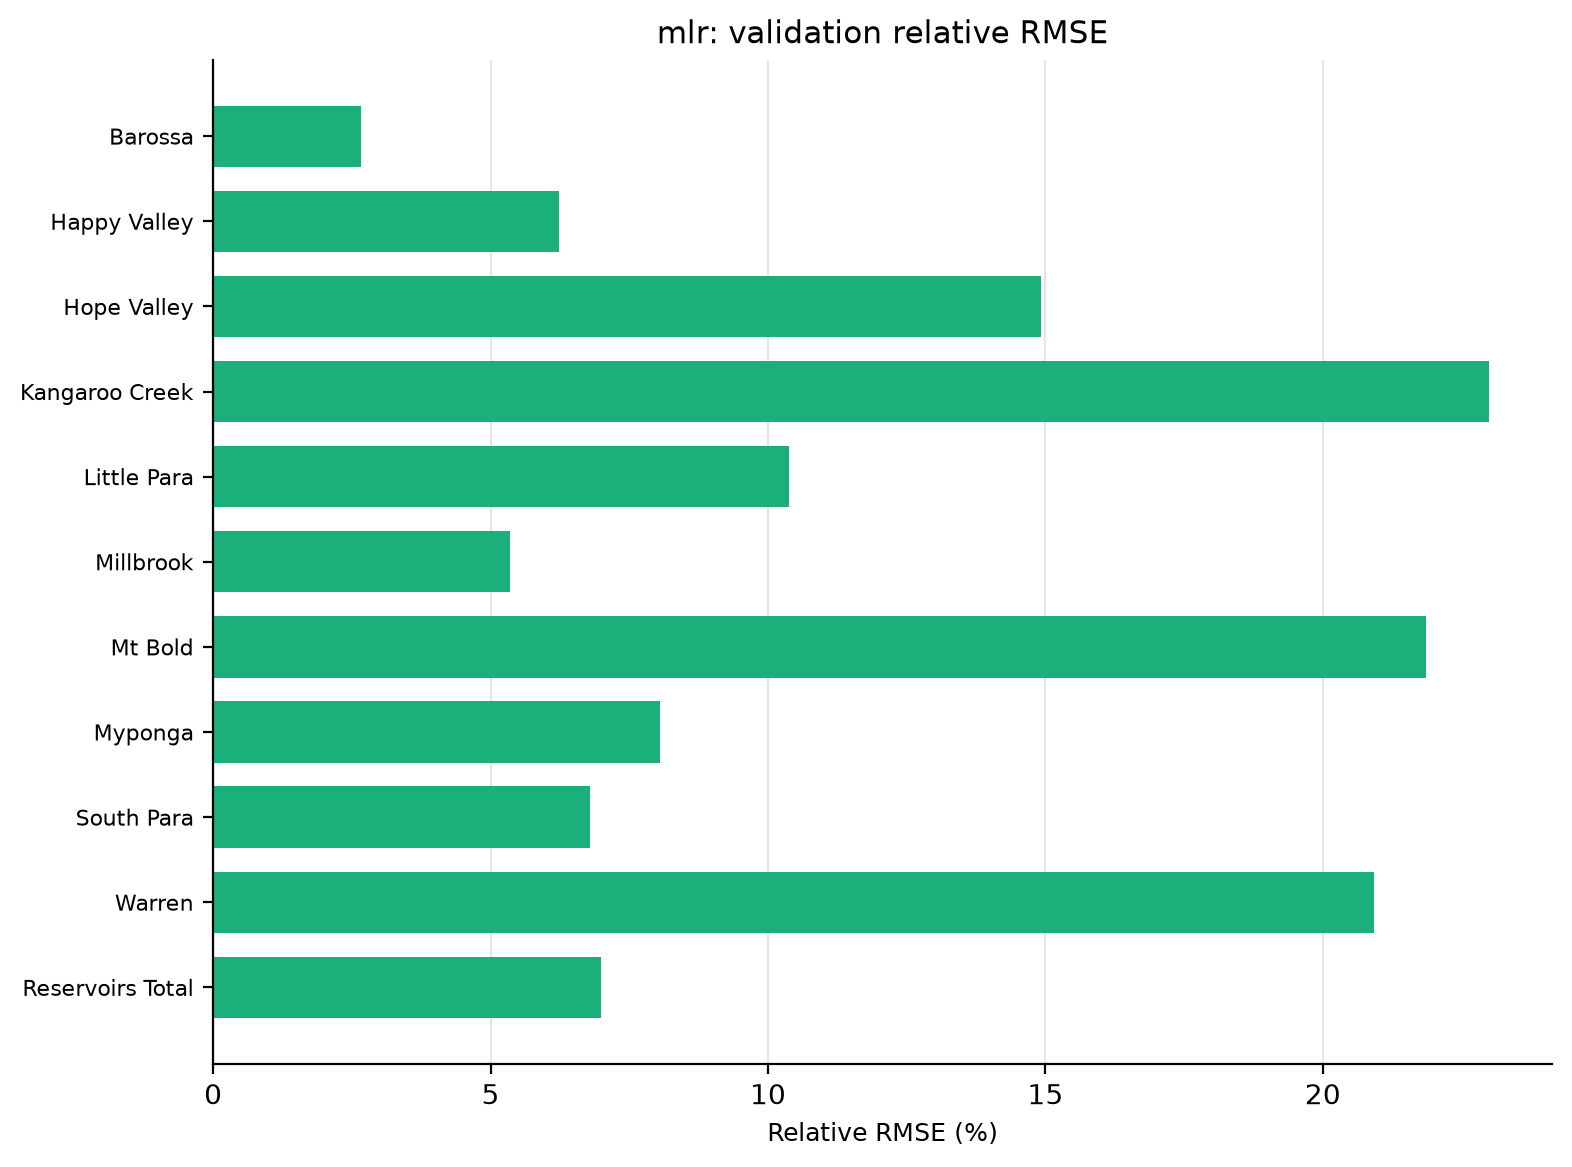 mlr: validation relative RMSE
Barossa
Happy Valley
Hope Valley
Kangaroo Creek
Little Para
Millbrook
Mt Bold
Myponga
South Para
Warren
Reservoirs Total
0 5 10 15 20
Relative RMSE (%)